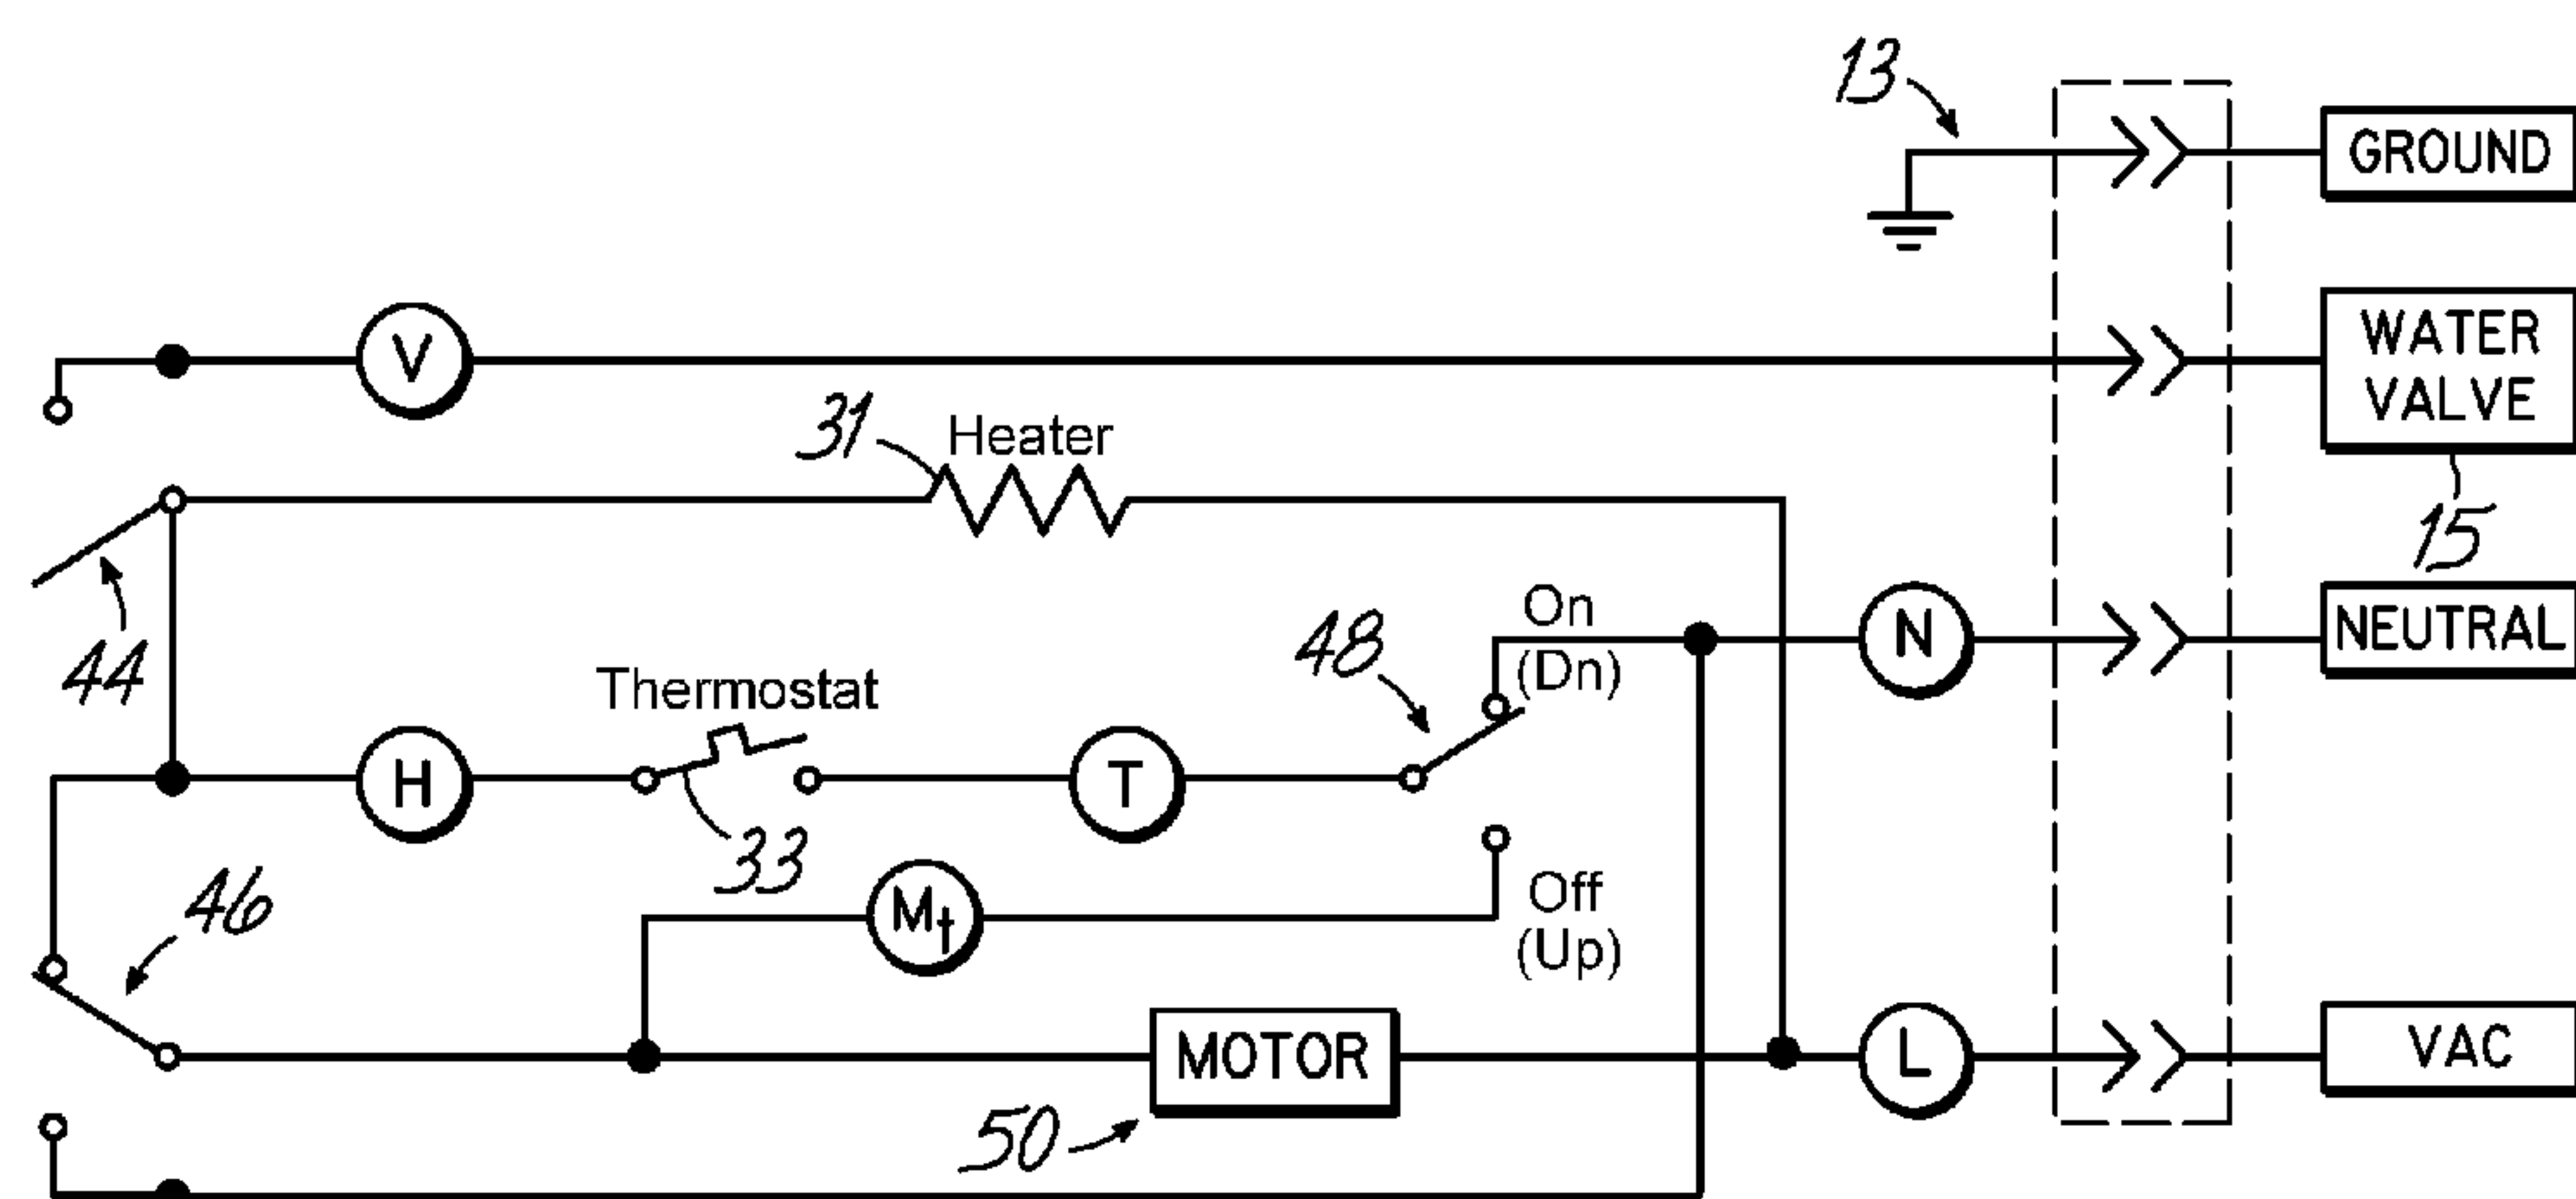 13
GROUND
V
WATER
VALVE
31
Heater
15
44
On
(Dn)
48
N
NEUTRAL
Thermostat
H
T
33
46
Mt
Off
(Up)
MOTOR
L
VAC
50